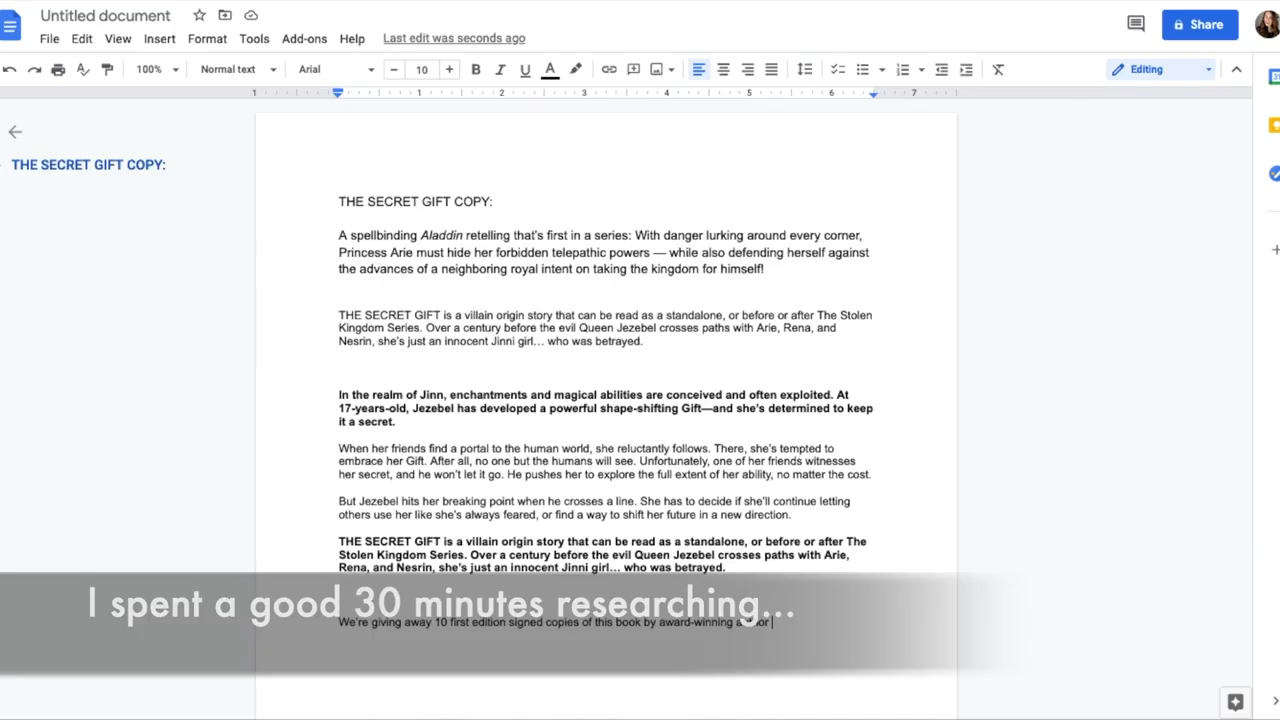 Untitled document
File Edit View Insert Format Tools Add-ons Help Last edit was seconds ago
Share
100% Normal text Arial 10 B I U A Editing
1 1 2 3 4 5 6 7
THE SECRET GIFT COPY:
THE SECRET GIFT COPY:
A spellbinding Aladdin retelling that's first in a series: With danger lurking around every corner,
Princess Arie must hide her forbidden telepathic powers — while also defending herself against
the advances of a neighboring royal intent on taking the kingdom for himself!
THE SECRET GIFT is a villain origin story that can be read as a standalone, or before or after The Stolen
Kingdom Series. Over a century before the evil Queen Jezebel crosses paths with Arie, Rena, and
Nesrin, she's just an innocent Jinni girl… who was betrayed.
In the realm of Jinn, enchantments and magical abilities are conceived and often exploited. At
17-years-old, Jezebel has developed a powerful shape-shifting Gift—and she's determined to keep
it a secret.
When her friends find a portal to the human world, she reluctantly follows. There, she's tempted to
embrace her Gift. After all, no one but the humans will see. Unfortunately, one of her friends witnesses
her secret, and he won't let it go. He pushes her to explore the full extent of her ability, no matter the cost.
But Jezebel hits her breaking point when he crosses a line. She has to decide if she'll continue letting
others use her like she's always feared, or find a way to shift her future in a new direction.
THE SECRET GIFT is a villain origin story that can be read as a standalone, or before or after The
Stolen Kingdom Series. Over a century before the evil Queen Jezebel crosses paths with Arie,
Rena, and Nesrin, she's just an innocent Jinni girl… who was betrayed.
I spent a good 30 minutes researching...
We're giving away 10 first edition signed copies of this book by award-winning author